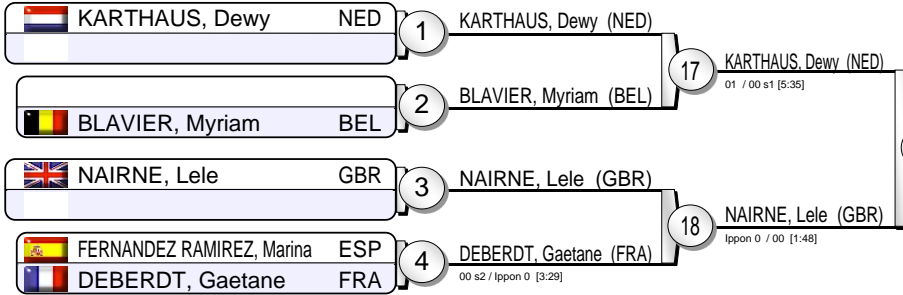 KARTHAUS, Dewy NED
1
KARTHAUS, Dewy (NED)
17
KARTHAUS, Dewy (NED)
01 / 00 s1 [5:35]
2
BLAVIER, Myriam (BEL)
BLAVIER, Myriam BEL
NAIRNE, Lele GBR
3
NAIRNE, Lele (GBR)
18
NAIRNE, Lele (GBR)
Ippon 0 / 00 [1:48]
FERNANDEZ RAMIREZ, Marina ESP
4
DEBERDT, Gaetane (FRA)
00 s2 / Ippon 0 [3:29]
DEBERDT, Gaetane FRA